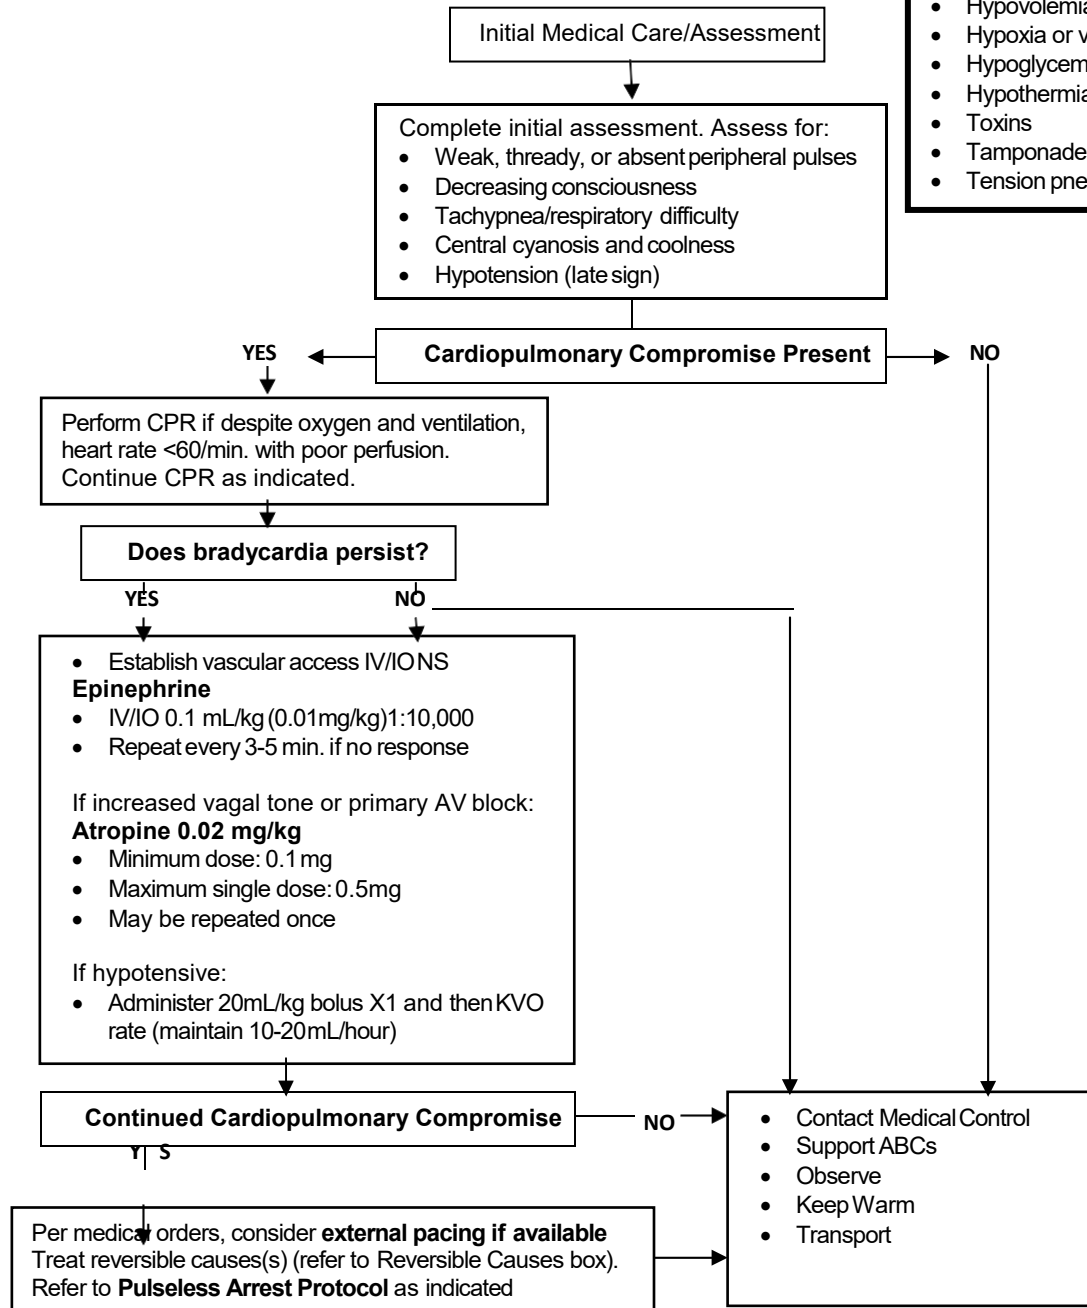 Initial Medical Care/Assessment
Hypovolemia
• Hypoxia or
•
• Hypothermia
• Toxins
• Tamponade
• Tension
Complete initial assessment. Assess for:
• Weak, thready, or absent peripheral pulses
• Decreasing consciousness
• Tachypnea/respiratory difficulty
• Central cyanosis and coolness
• Hypotension (late sign)
YES
Cardiopulmonary Compromise Present
NO
Perform CPR if despite oxygen and ventilation,
heart rate <60/min. with poor perfusion.
Continue CPR as indicated.
Does bradycardia persist?
YES
NO
• Establish vascular access IV/IO NS
Epinephrine
• IV/IO 0.1 mL/kg (0.01mg/kg)1:10,000
• Repeat every 3-5 min. if no response
If increased vagal tone or primary AV block:
Atropine 0.02 mg/kg
• Minimum dose: 0.1 mg
• Maximum single dose: 0.5mg
• May be repeated once
If hypotensive:
• Administer 20mL/kg bolus X1 and then KVO
rate (maintain 10-20mL/hour)
Continued Cardiopulmonary Compromise
NO
Y S
• Contact Medical Control
• Support ABCs
• Observe
• Keep Warm
• Transport
Per medical orders, consider external pacing if available
Treat reversible causes(s) (refer to Reversible Causes box).
Refer to Pulseless Arrest Protocol as indicated